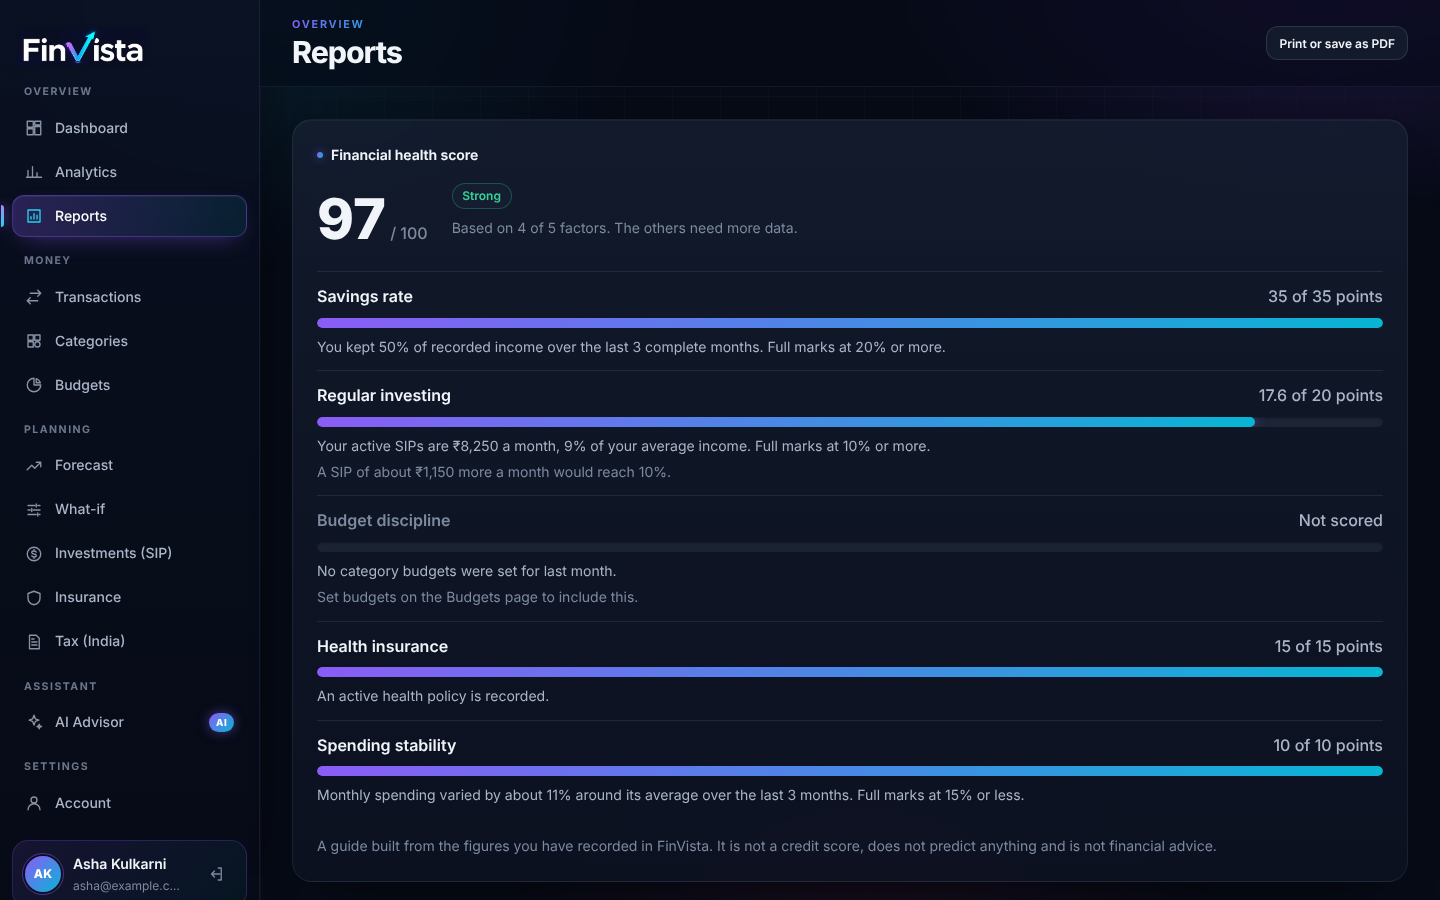 FinVista
OVERVIEW
Dashboard
Analytics
Reports
MONEY
Transactions
Categories
Budgets
PLANNING
Forecast
What-if
Investments (SIP)
Insurance
Tax (India)
ASSISTANT
AI Advisor
AI
SETTINGS
Account
AK
Asha Kulkarni
asha@example.c...
OVERVIEW
Reports
Print or save as PDF
Financial health score
97 / 100
Strong
Based on 4 of 5 factors. The others need more data.
Savings rate
35 of 35 points
You kept 50% of recorded income over the last 3 complete months. Full marks at 20% or more.
Regular investing
17.6 of 20 points
Your active SIPs are ₹8,250 a month, 9% of your average income. Full marks at 10% or more.
A SIP of about ₹1,150 more a month would reach 10%.
Budget discipline
Not scored
No category budgets were set for last month.
Set budgets on the Budgets page to include this.
Health insurance
15 of 15 points
An active health policy is recorded.
Spending stability
10 of 10 points
Monthly spending varied by about 11% around its average over the last 3 months. Full marks at 15% or less.
A guide built from the figures you have recorded in FinVista. It is not a credit score, does not predict anything and is not financial advice.